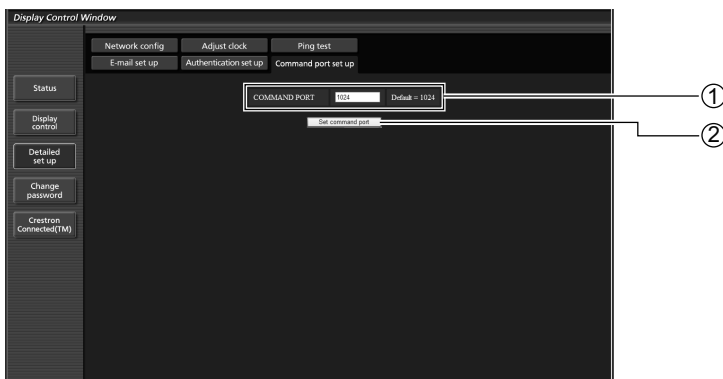 Display Control Window
Network config Adjust clock Ping test
E-mail set up Authentication set up Command port set up
Status
COMMAND PORT 1024 Default = 1024 ①
Set command port ②
Display
control
Detailed
set up
Change
password
Crestron
Connected(TM)